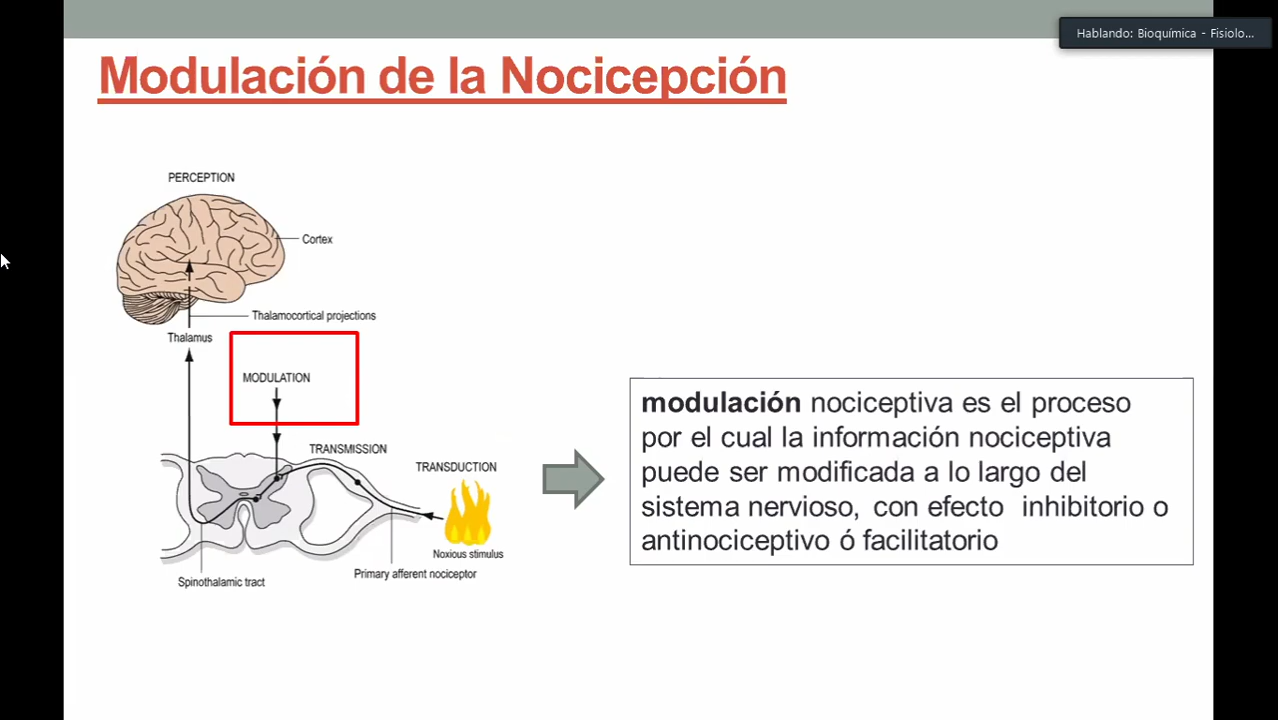 Hablando: Bioquímica - Fisiolo...
Modulación de la Nocicepción
PERCEPTION
Cortex
Thalamocortical projections
Thalamus
MODULATION
TRANSMISSION
TRANSDUCTION
Noxious stimulus
Primary afferent nociceptor
Spinothalamic tract
modulación nociceptiva es el proceso
por el cual la información nociceptiva
puede ser modificada a lo largo del
sistema nervioso, con efecto inhibitorio o
antinociceptivo ó facilitatorio